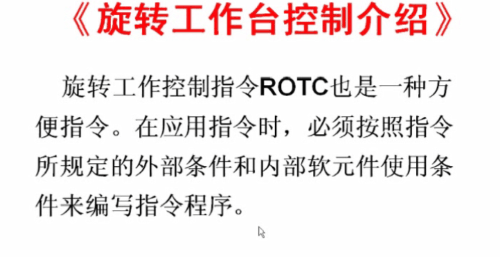 《旋转工作台控制介绍》
旋转工作控制指令ROTC也是一种方
便指令。在应用指令时，必须按照指令
所规定的外部条件和内部软元件使用条
件来编写指令程序。